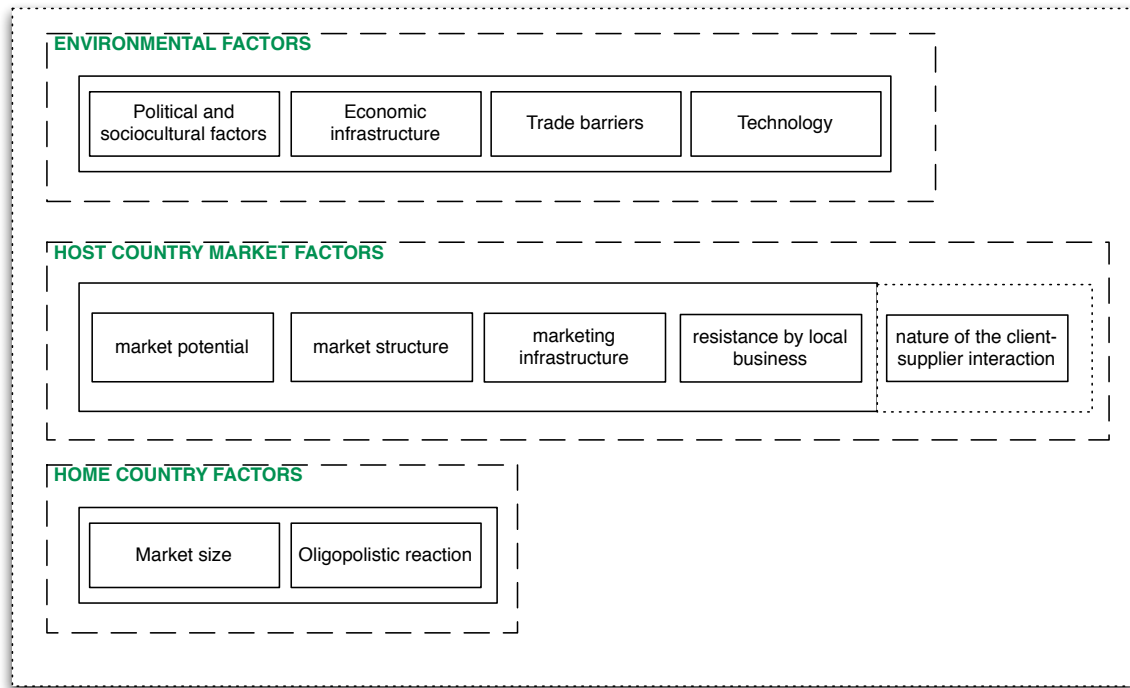 ENVIRONMENTAL FACTORS
Political and
sociocultural factors
Economic
infrastructure
Trade barriers
Technology
HOST COUNTRY MARKET FACTORS
market potential
market structure
marketing
infrastructure
resistance by local
business
nature of the client-
supplier interaction
HOME COUNTRY FACTORS
Market size
Oligopolistic reaction